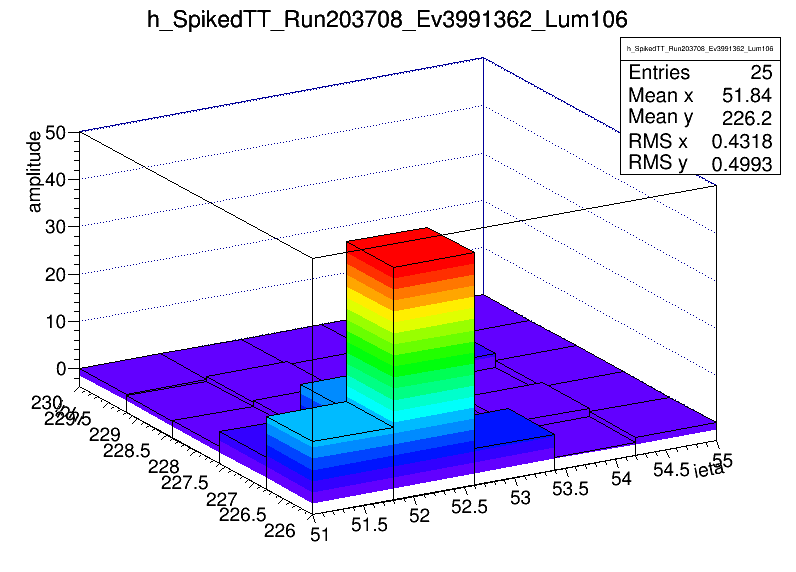 h_SpikedTT_Run203708_Ev3991362_Lum106
h_SpikedTT_Run203708_Ev3991362_Lum106
Entries 25
Mean x 51.84
Mean y 226.2
RMS x 0.4318
RMS y 0.4993
amplitude
50
40
30
20
10
0
230
229.5
229
228.5
228
227.5
227
226.5
226
51
51.5
52
52.5
53
53.5
54
54.5
55
ieta